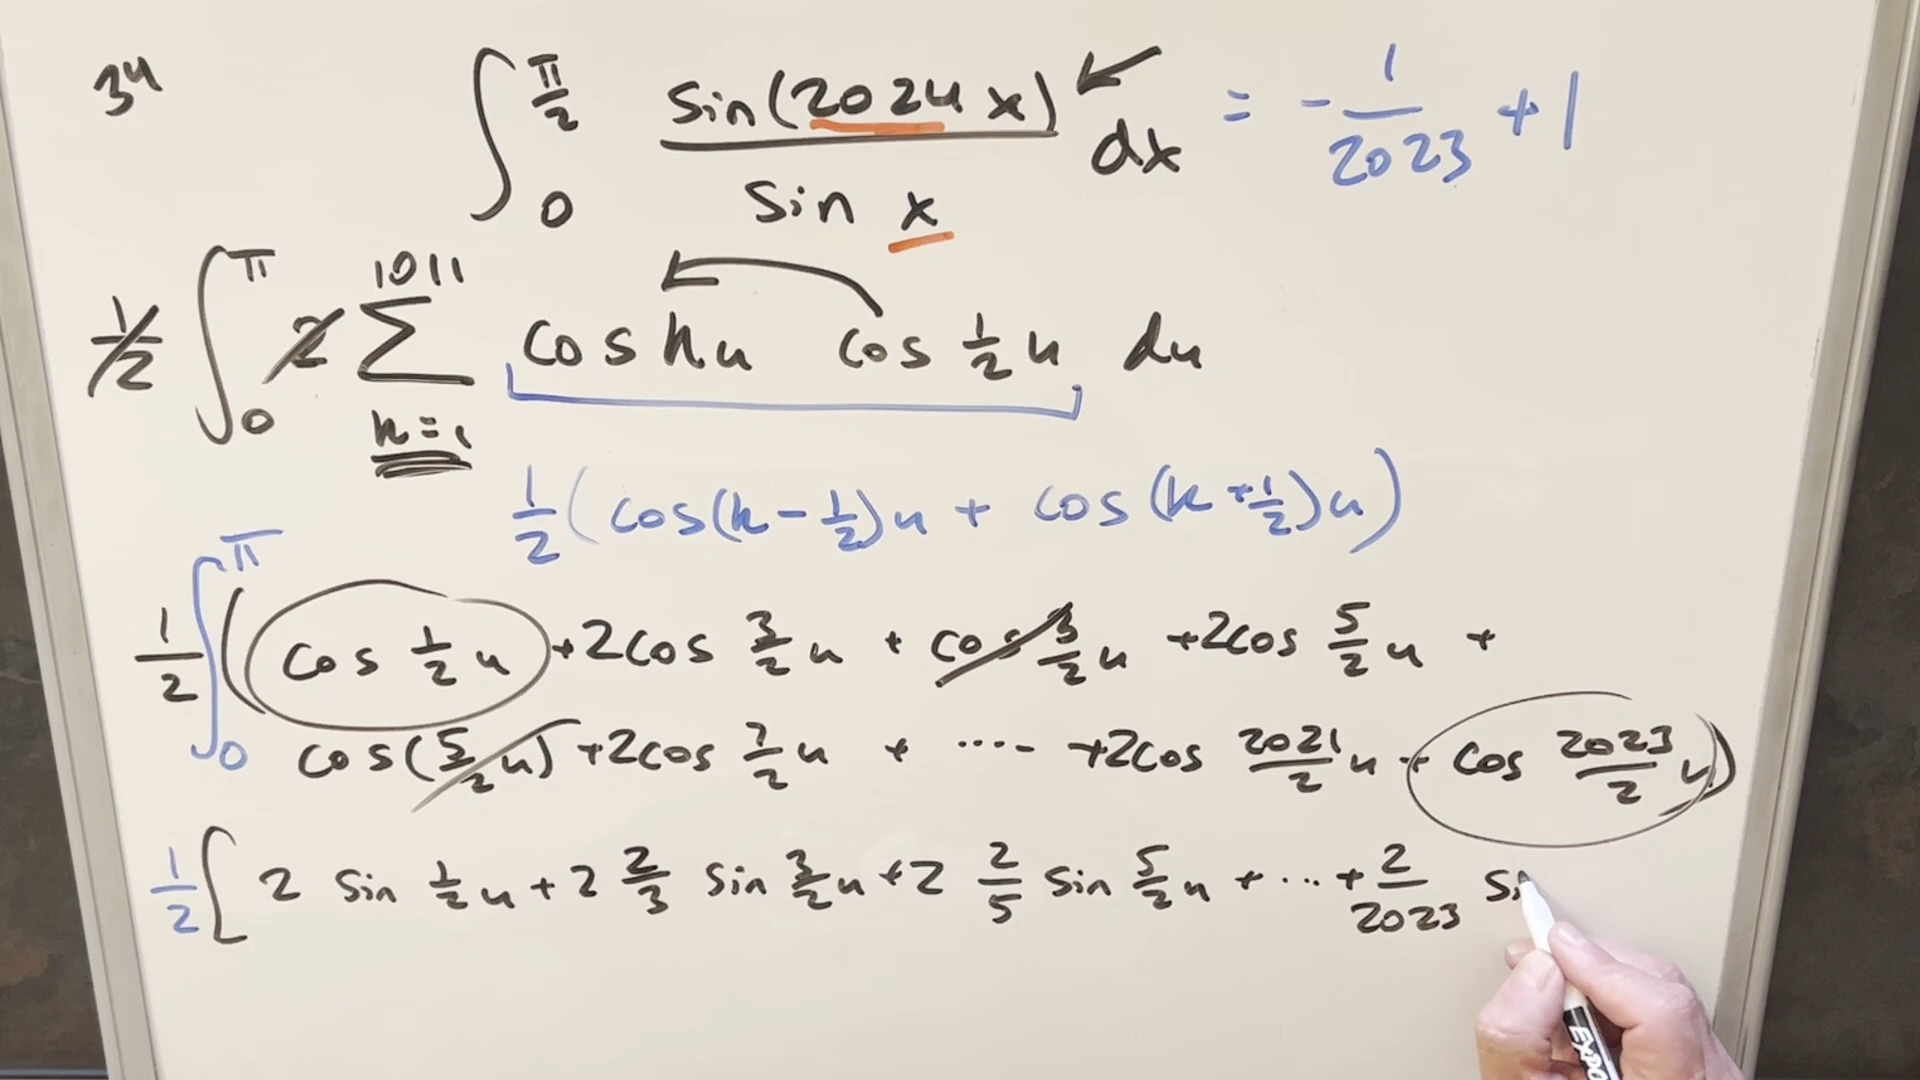 34
∫_0^{π/2} sin(2024x)/sin x dx = -1/2023 + 1
1/2 ∫_0^π 2 ∑_{k=1}^{1011} cos ku cos 1/2 u du
1/2 (cos(k - 1/2)u + cos(k + 1/2)u)
1/2 ∫_0^π (cos 1/2 u + 2cos 3/2 u + cos 3/2 u + 2cos 5/2 u +
cos(5/2 u) + 2cos 7/2 u + ..... + 2cos 2021/2 u + cos 2023/2 u)
1/2 [ 2 sin 1/2 u + 2 2/3 sin 3/2 u + 2 2/5 sin 5/2 u + ... + 2/2023 si
EXPO